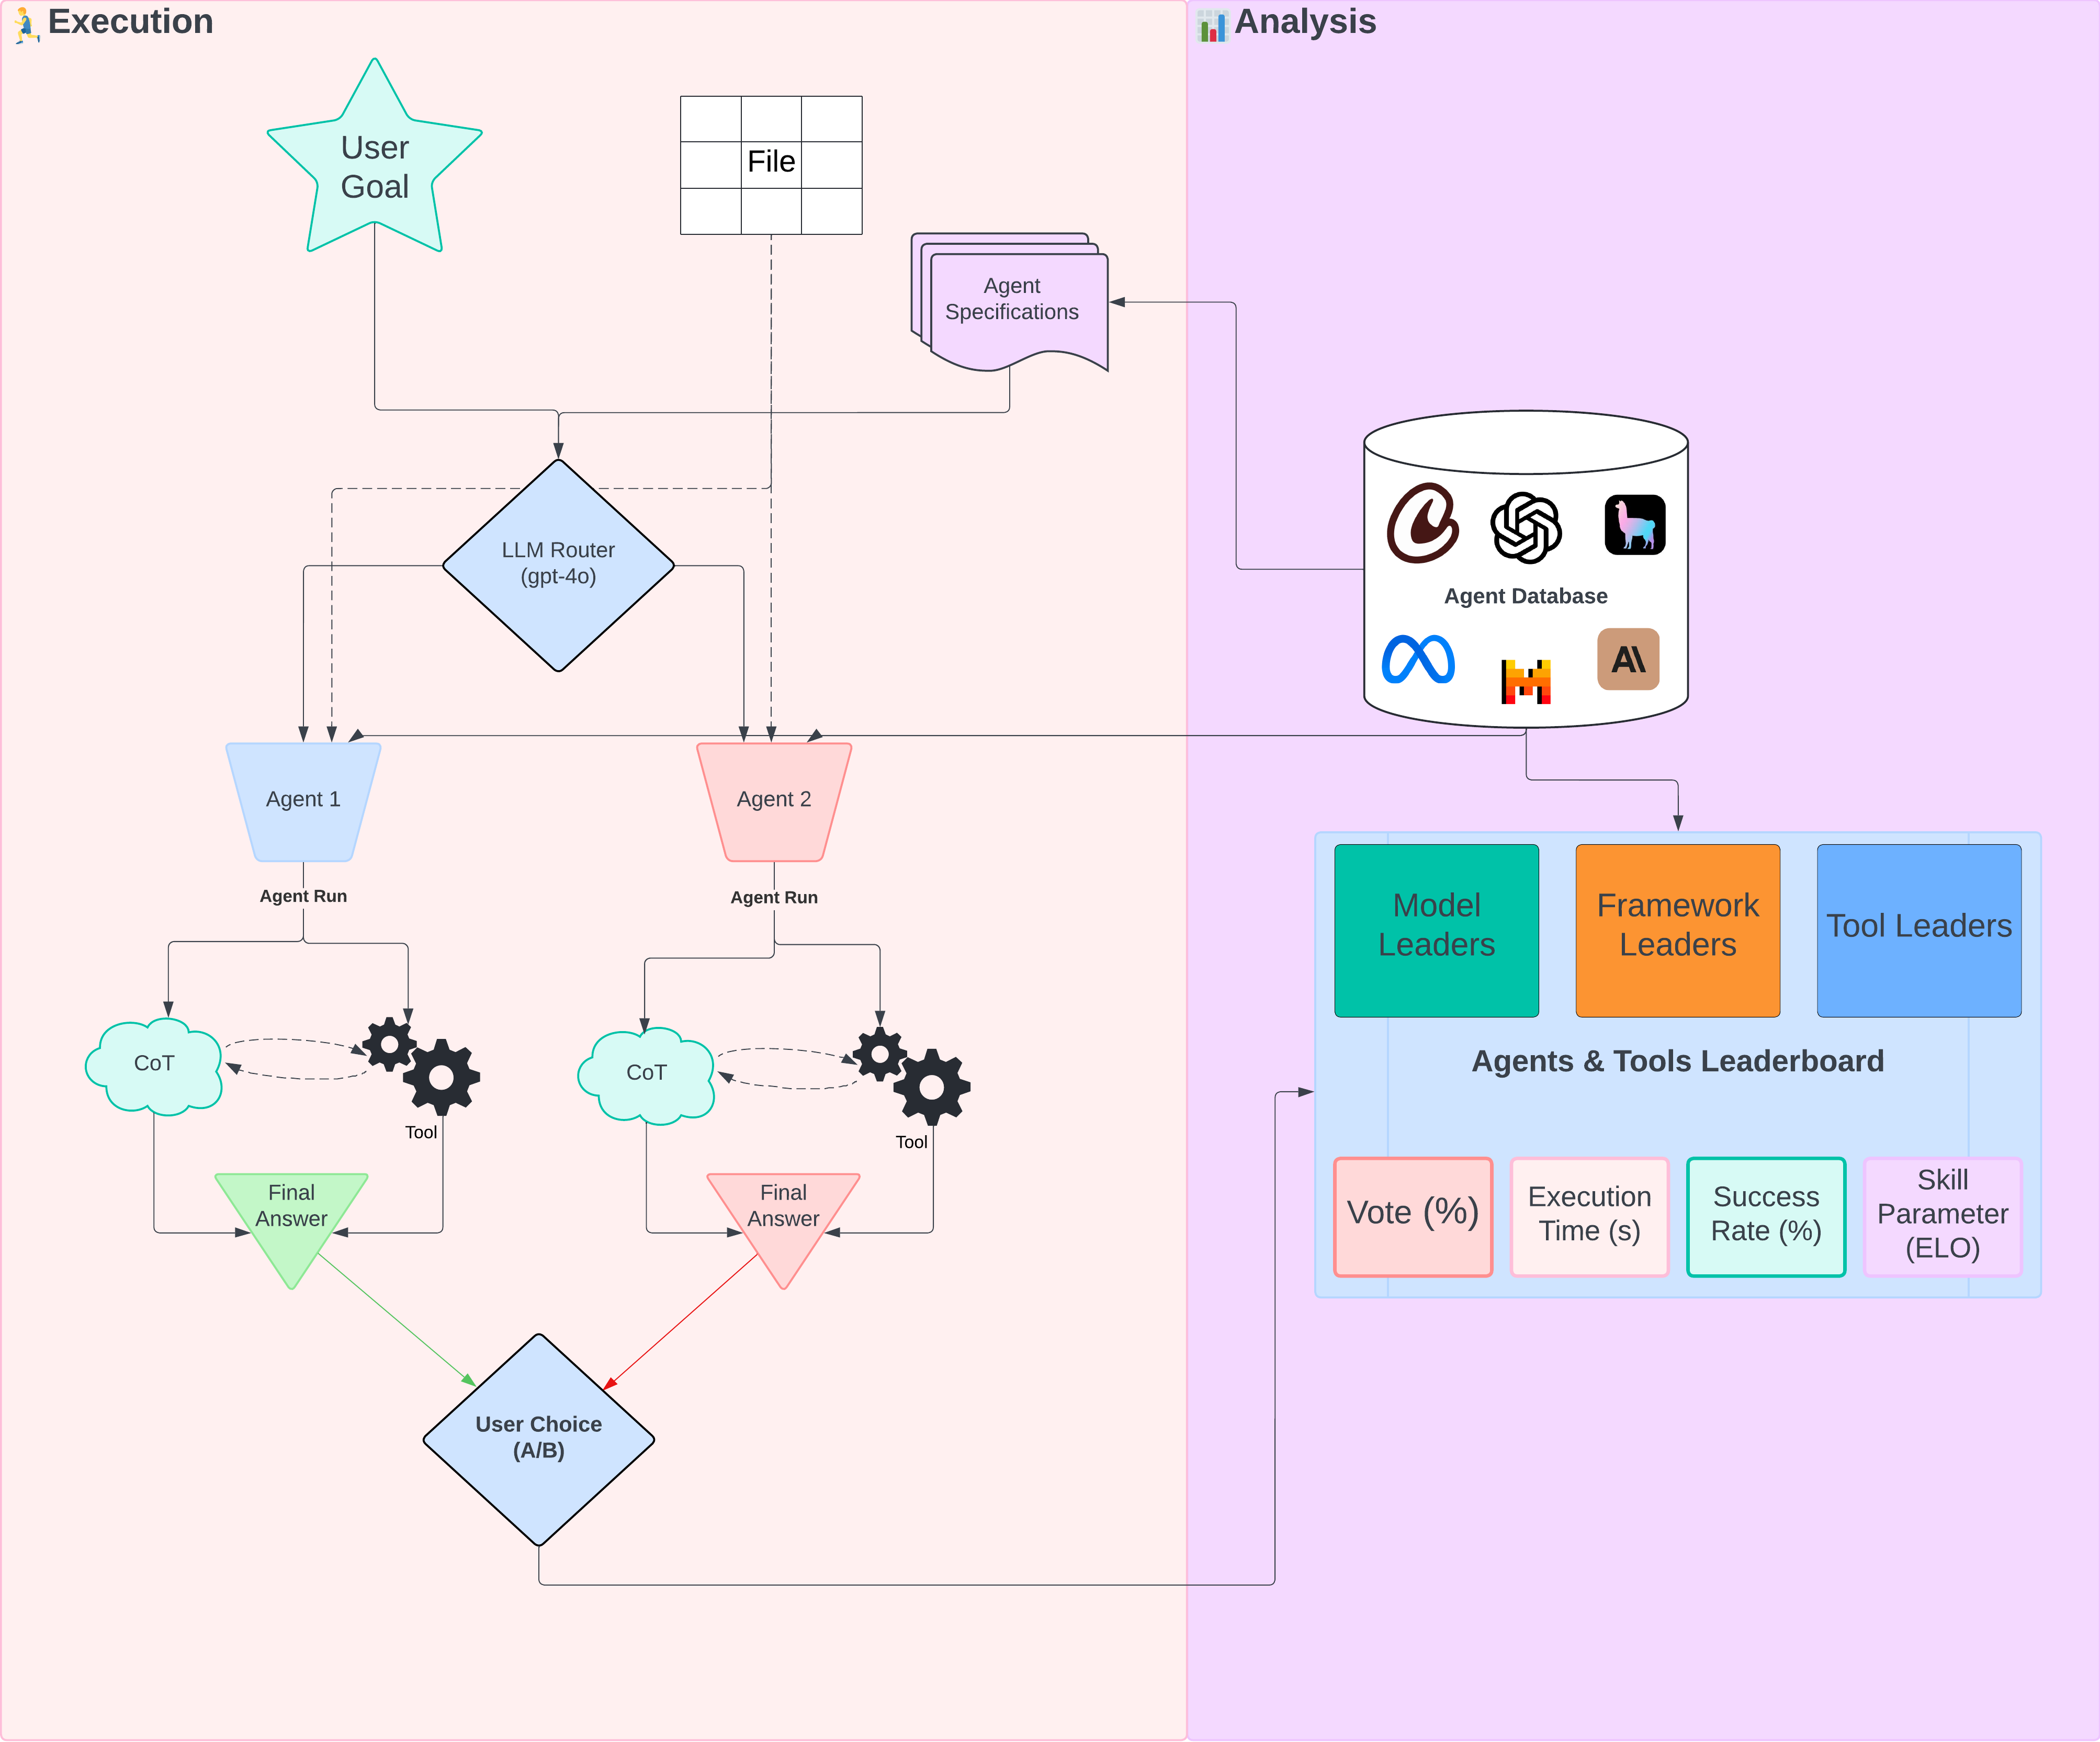 Execution
Analysis
User
Goal
File
Agent
Specifications
LLM Router
(gpt-4o)
Agent Database
Agent 1
Agent 2
Agent Run
Agent Run
CoT
Tool
CoT
Tool
Final
Answer
Final
Answer
User Choice
(A/B)
Model
Leaders
Framework
Leaders
Tool Leaders
Agents & Tools Leaderboard
Vote (%)
Execution
Time (s)
Success
Rate (%)
Skill
Parameter
(ELO)